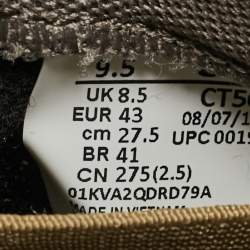 9.5
UK 8.5 CT50
EUR 43 08/07/1
cm 27.5 UPC 0019
BR 41
CN 275(2.5)
01KVA2QDRD79A
MADE IN VIETNAM